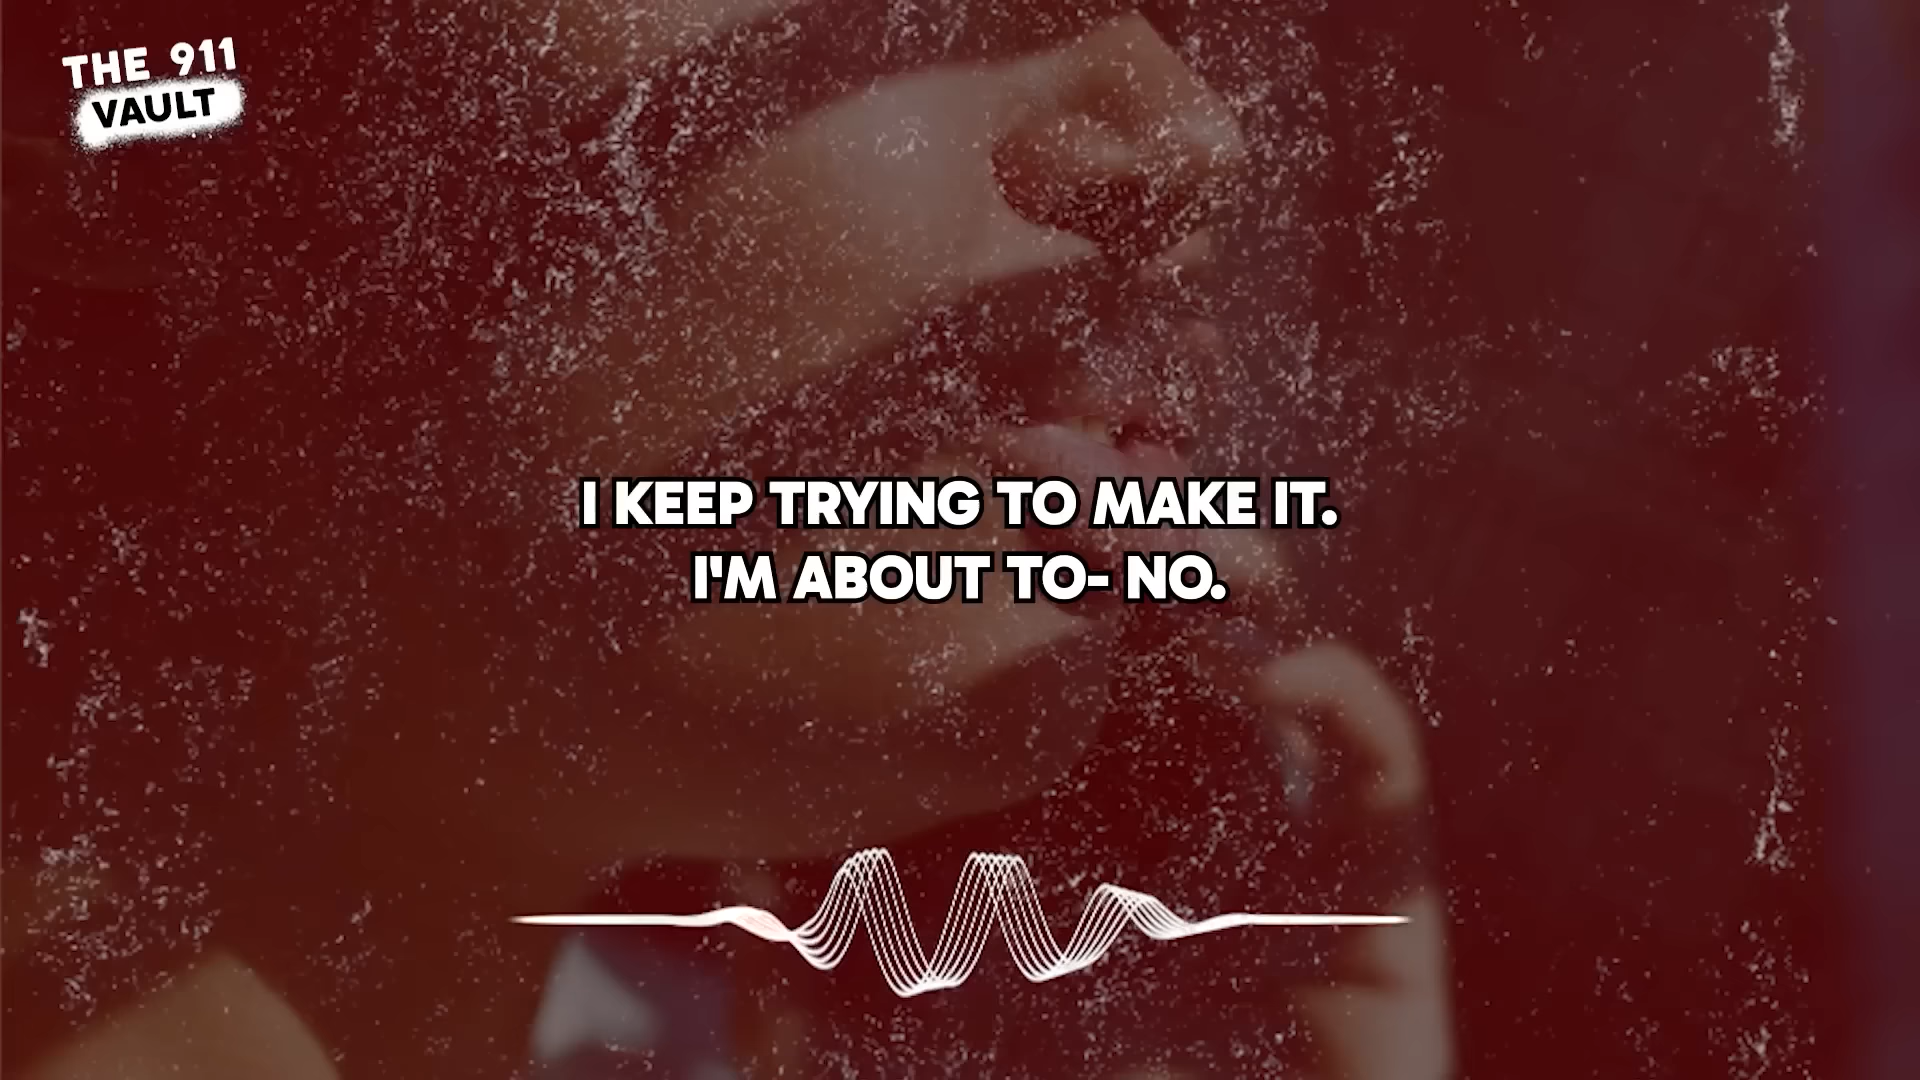 THE 911
VAULT
I KEEP TRYING TO MAKE IT.
I'M ABOUT TO- NO.